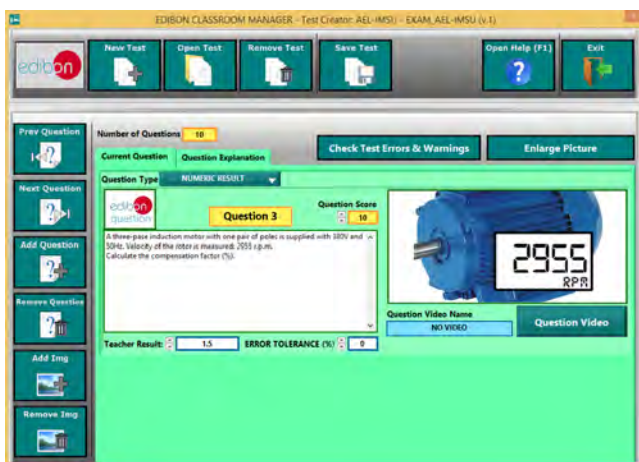 EDIBON CLASSROOM MANAGER - Test Creator: AEL-IMSU - EXAM_AEL-IMSU (v.1)
edibon
New Test
Open Test
Remove Test
Save Test
Open Help (F1)
Exit
Prev Question
Next Question
Add Question
Remove Question
Add Img
Remove Img
Number of Questions 10
Current Question
Question Explanation
Check Test Errors & Warnings
Enlarge Picture
Question Type NUMERIC RESULT
edibon
question
Question 3
Question Score
10
A three-pase induction motor with one pair of poles is supplied with 380V and
50Hz. Velocity of the rotor is measured: 2955 r.p.m.
Calculate the compensation factor (%).
2955
RPM
Question Video Name
NO VIDEO
Question Video
Teacher Result: 1.5 ERROR TOLERANCE (%) 0